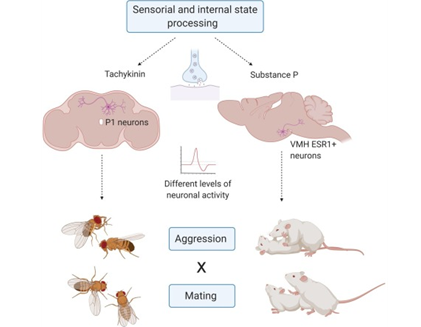 Sensorial and internal state
processing
Tachykinin
Substance P
P1 neurons
VMH ESR1+
neurons
Different levels of
neuronal activity
Aggression
X
Mating